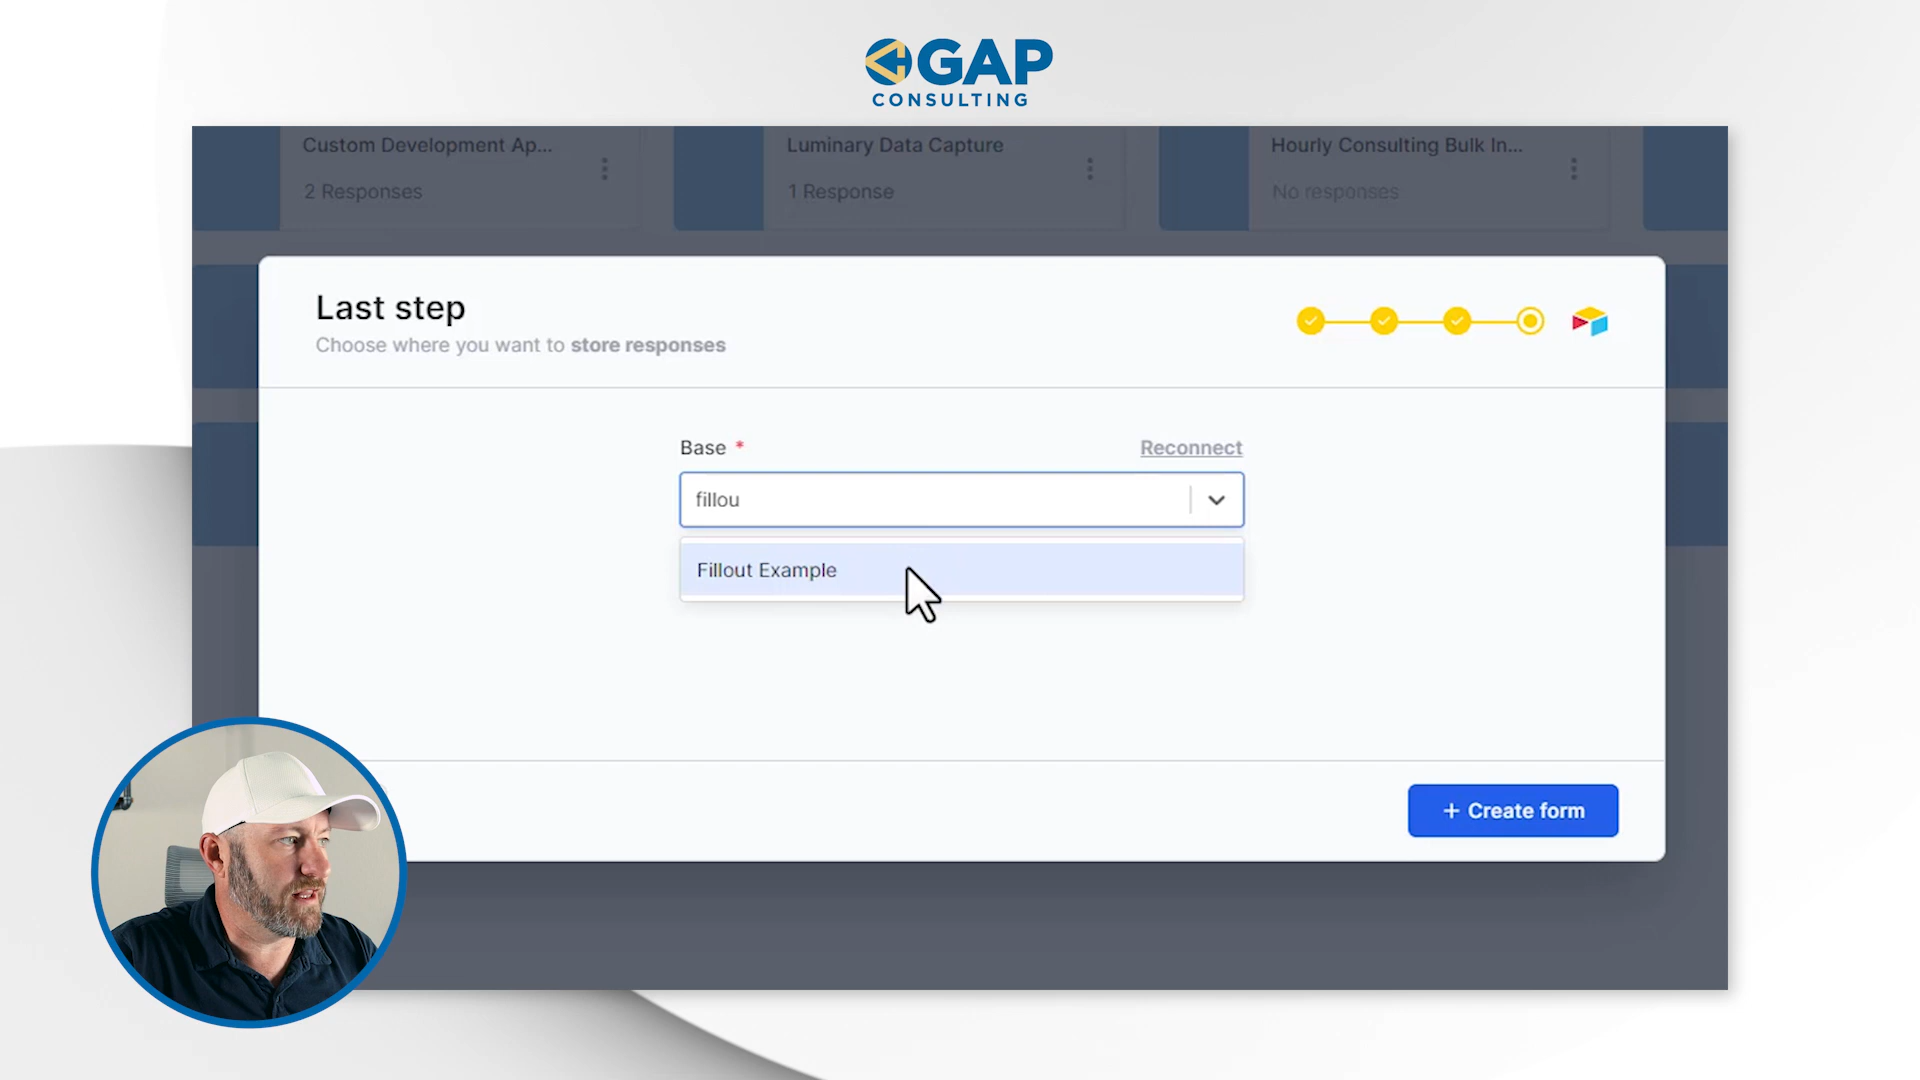 GAP
CONSULTING
Custom Development Ap...
Luminary Data Capture
Hourly Consulting Bulk In...
2 Responses
1 Response
No responses
Last step
Choose where you want to store responses
Base *
Reconnect
fillou
Fillout Example
+ Create form